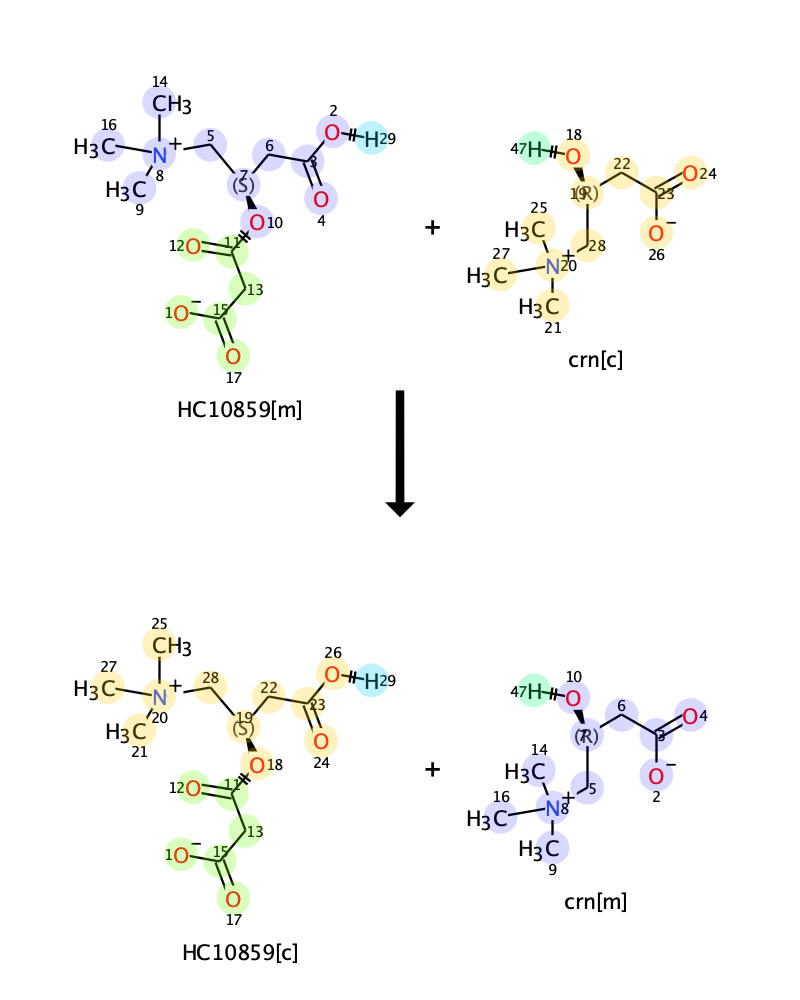 14
CH3
16
H3C
N
+
8
H3C
9
5
6
7
(S)
2
O
H29
3
O
4
O10
11
12O
13
15
1O
−
O
17
HC10859[m]
+
47H
18
O
22
19(R)
23
O24
25
H3C
27
H3C
N
+
20
28
O
−
26
H3C
21
crn[c]
25
CH3
27
H3C
N
+
20
H3C
21
28
22
19
(S)
26
O
H29
23
O
24
O18
11
12O
13
15
1O
−
O
17
HC10859[c]
+
47H
10
O
6
7(R)
3
O4
14
H3C
16
H3C
N
+
8
5
O
−
2
H3C
9
crn[m]